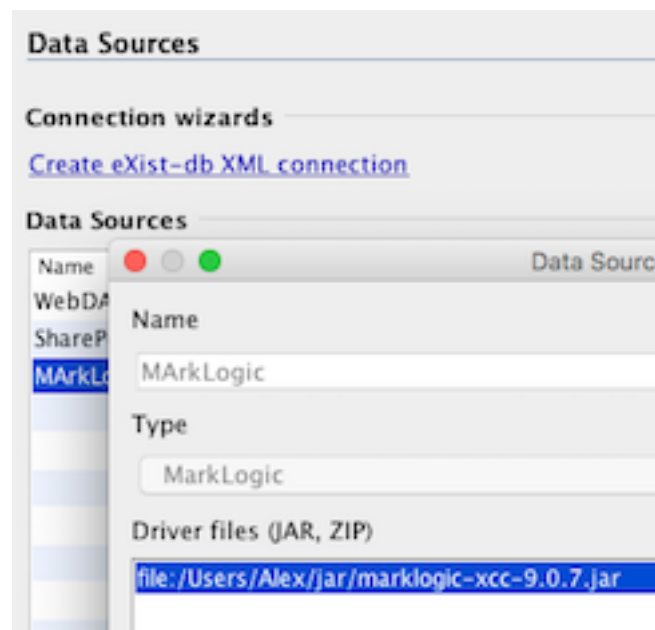 Data Sources
Connection wizards
Create eXist-db XML connection
Data Sources
Name
WebDA
ShareP
MArkLo
Data Sourc
Name
MArkLogic
Type
MarkLogic
Driver files (JAR, ZIP)
file:/Users/Alex/jar/marklogic-xcc-9.0.7.jar